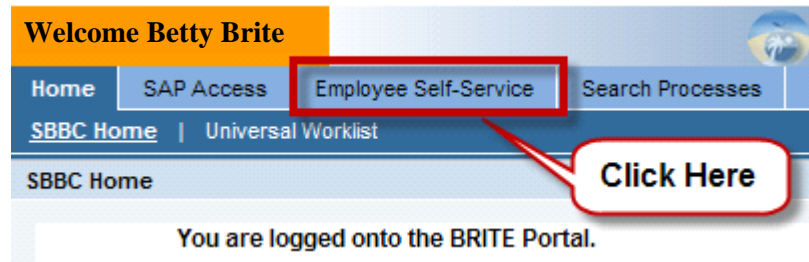 Welcome Betty Brite
Home SAP Access Employee Self-Service Search Processes
SBBC Home | Universal Worklist
SBBC Home
Click Here
You are logged onto the BRITE Portal.